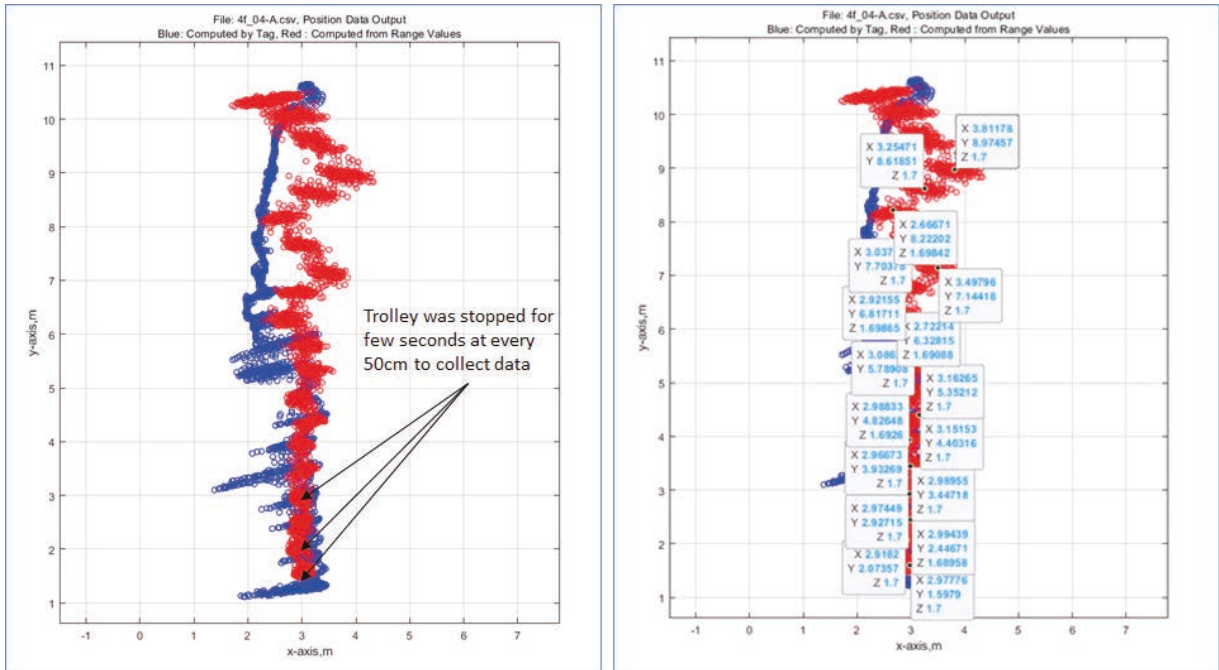 File: 4f_04-A.csv, Position Data Output
Blue: Computed by Tag, Red : Computed from Range Values
11
10
9
8
7
6
5
4
3
2
1
y-axis,m
Trolley was stopped for
few seconds at every
50cm to collect data
-1 0 1 2 3 4 5 6 7
x-axis,m
File: 4f_04-A.csv, Position Data Output
Blue: Computed by Tag, Red : Computed from Range Values
11
10
9
8
7
6
5
4
3
2
1
y-axis,m
X 3.81178
Y 8.97457
Z 1.7
X 3.25471
Y 8.61851
Z 1.7
X 2.66671
Y 8.22202
Z 1.69842
X 3.037
Y 7.70378
Z 1.7
X 3.49796
Y 7.14418
Z 1.7
X 2.92155
Y 6.81711
Z 1.69865
X 2.72214
Y 6.32815
Z 1.69088
X 3.086
Y 5.78908
Z 1.7
X 3.16265
Y 5.35212
Z 1.7
X 2.98833
Y 4.82648
Z 1.6926
X 3.15153
Y 4.40316
Z 1.7
X 2.96673
Y 3.93269
Z 1.7
X 2.98955
Y 3.44718
Z 1.7
X 2.97449
Y 2.92715
Z 1.7
X 2.99439
Y 2.44671
Z 1.68958
X 2.9182
Y 2.07357
Z 1.7
X 2.97776
Y 1.5979
Z 1.7
-1 0 1 2 3 4 5 6 7
x-axis,m